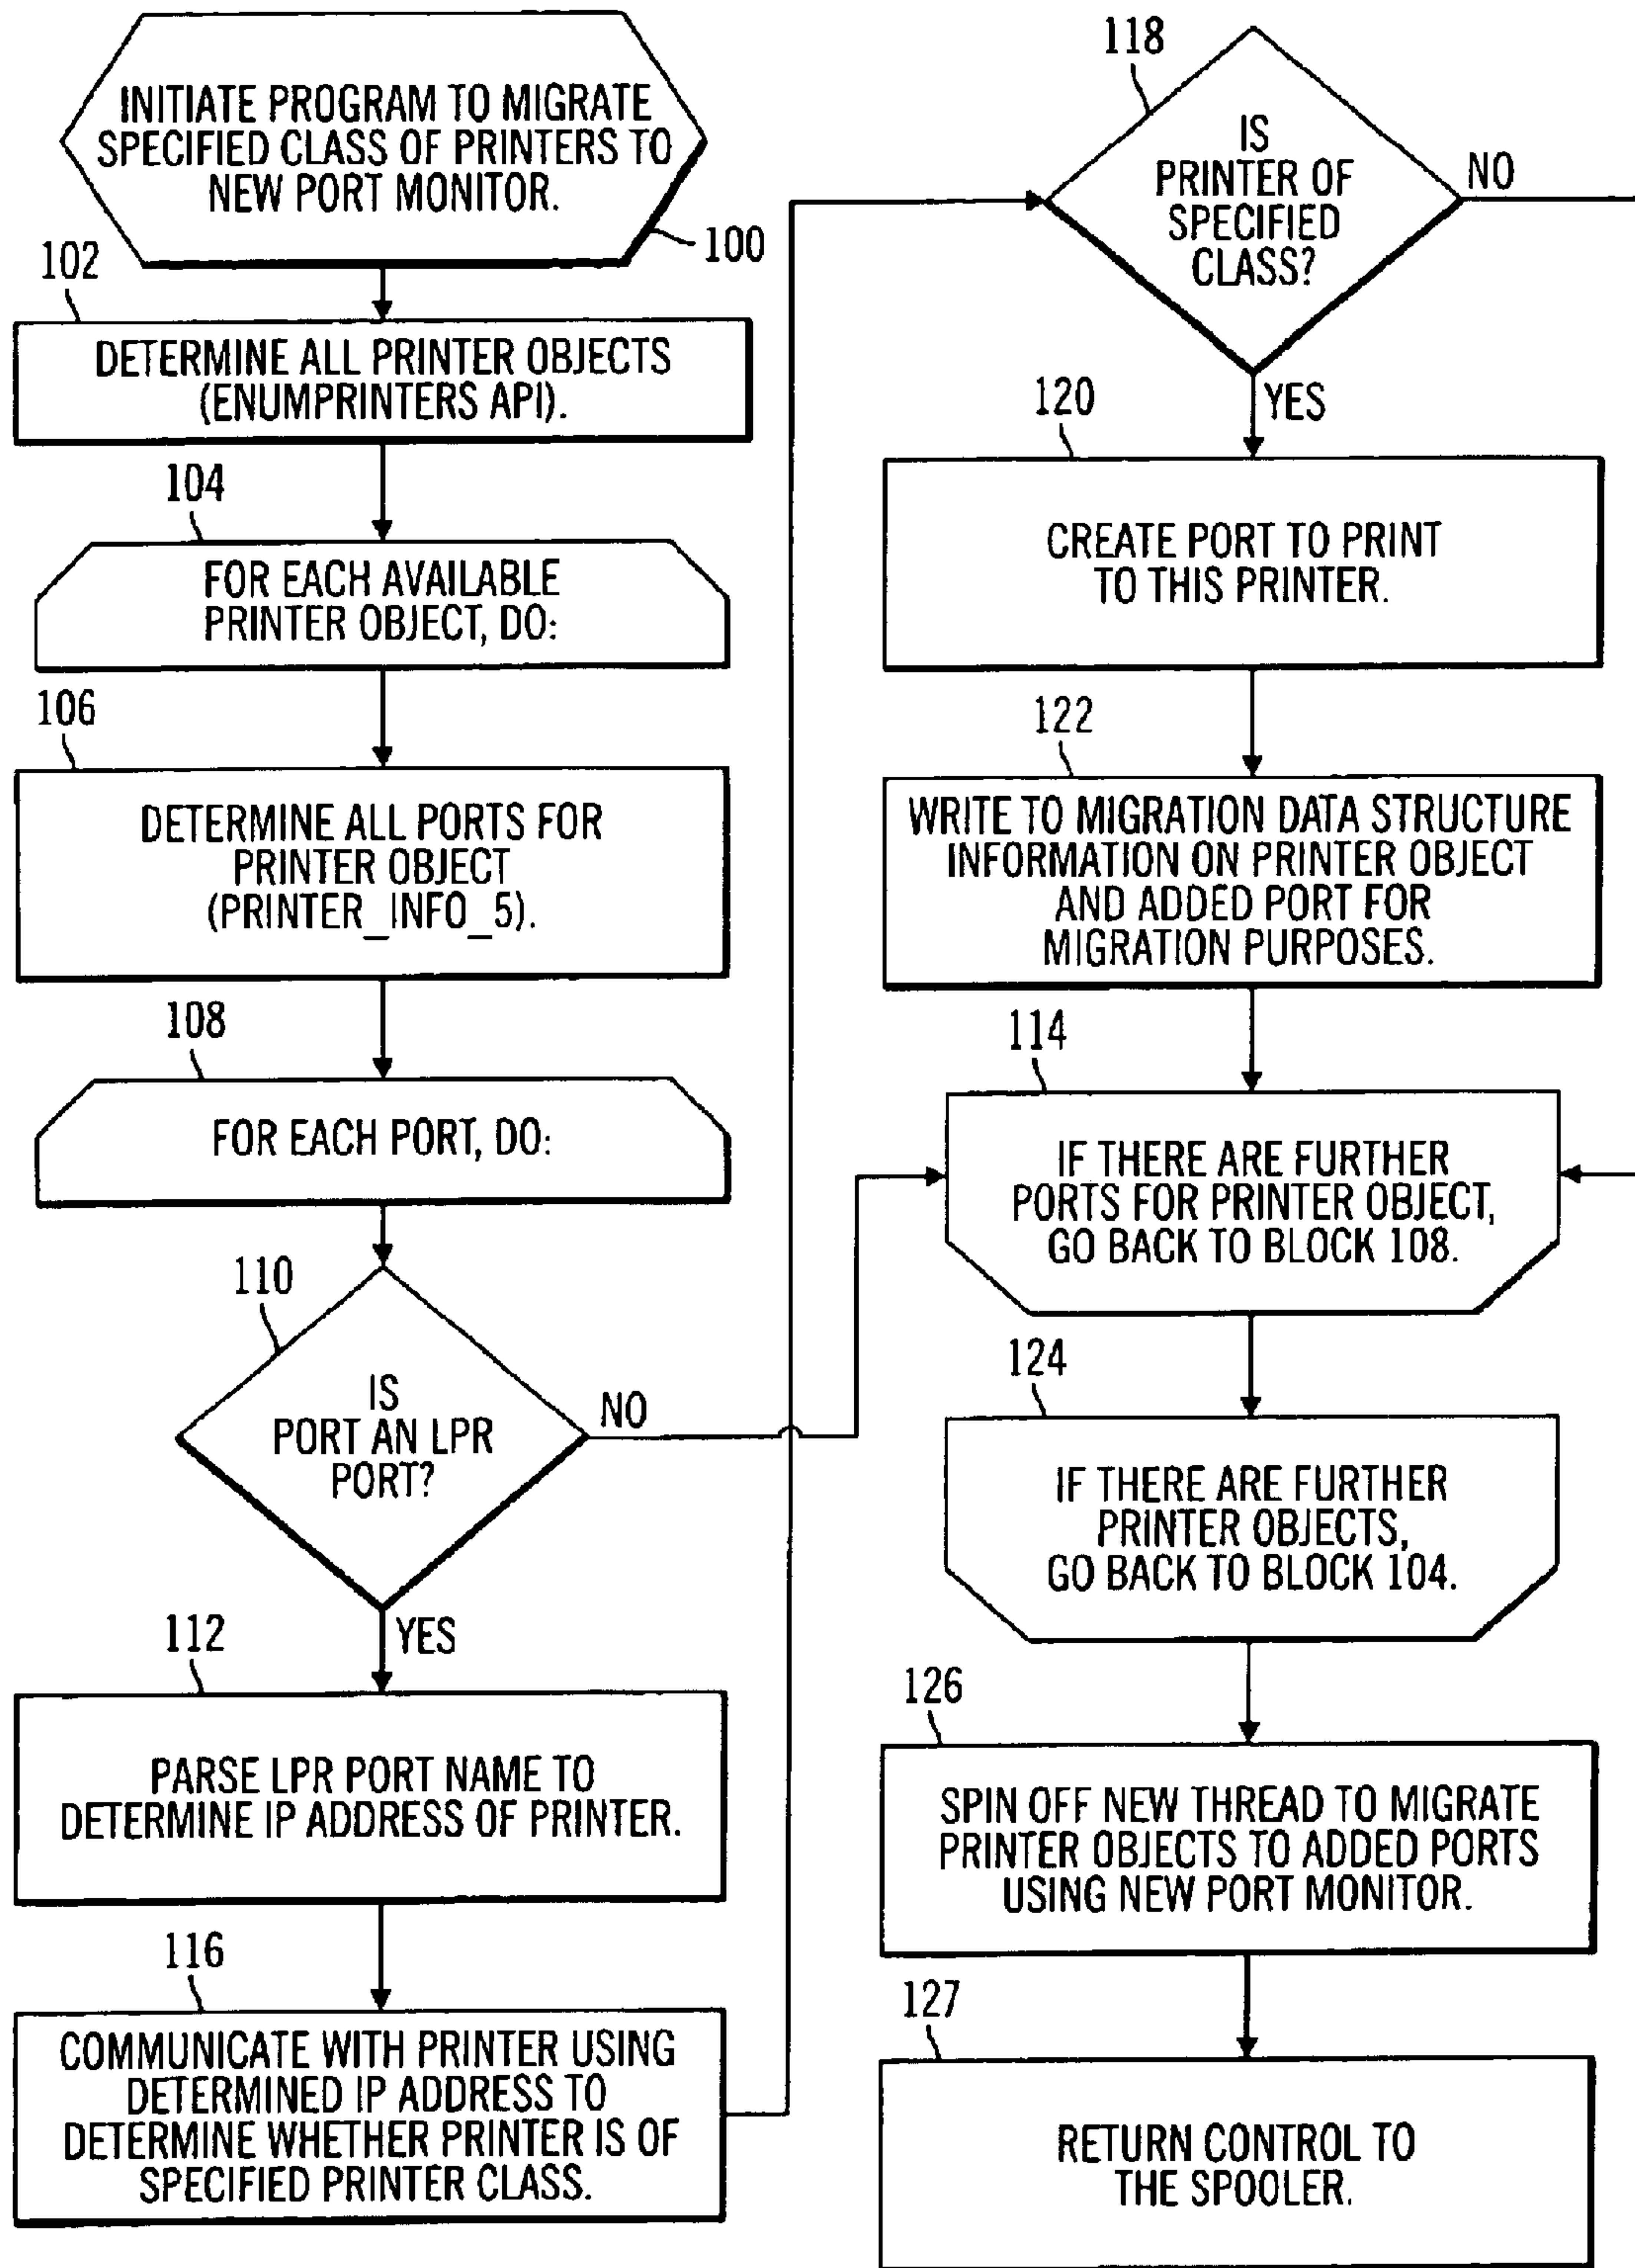 INITIATE PROGRAM TO MIGRATE
SPECIFIED CLASS OF PRINTERS TO
NEW PORT MONITOR.
100
102
DETERMINE ALL PRINTER OBJECTS
(ENUMPRINTERS API).
104
FOR EACH AVAILABLE
PRINTER OBJECT, DO:
106
DETERMINE ALL PORTS FOR
PRINTER OBJECT
(PRINTER_INFO_5).
108
FOR EACH PORT, DO:
110
IS
PORT AN LPR
PORT?
NO
YES
112
PARSE LPR PORT NAME TO
DETERMINE IP ADDRESS OF PRINTER.
116
COMMUNICATE WITH PRINTER USING
DETERMINED IP ADDRESS TO
DETERMINE WHETHER PRINTER IS OF
SPECIFIED PRINTER CLASS.
118
IS
PRINTER OF
SPECIFIED
CLASS?
NO
YES
120
CREATE PORT TO PRINT
TO THIS PRINTER.
122
WRITE TO MIGRATION DATA STRUCTURE
INFORMATION ON PRINTER OBJECT
AND ADDED PORT FOR
MIGRATION PURPOSES.
114
IF THERE ARE FURTHER
PORTS FOR PRINTER OBJECT,
GO BACK TO BLOCK 108.
124
IF THERE ARE FURTHER
PRINTER OBJECTS,
GO BACK TO BLOCK 104.
126
SPIN OFF NEW THREAD TO MIGRATE
PRINTER OBJECTS TO ADDED PORTS
USING NEW PORT MONITOR.
127
RETURN CONTROL TO
THE SPOOLER.